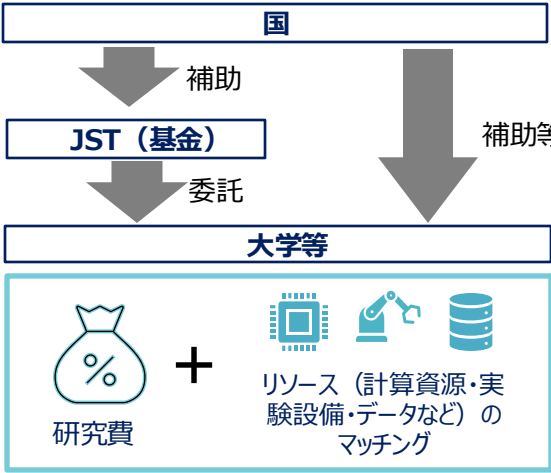 国
補助
JST（基金）
補助等
委託
大学等
研究費
リソース（計算資源・実
験設備・データなど）の
マッチング